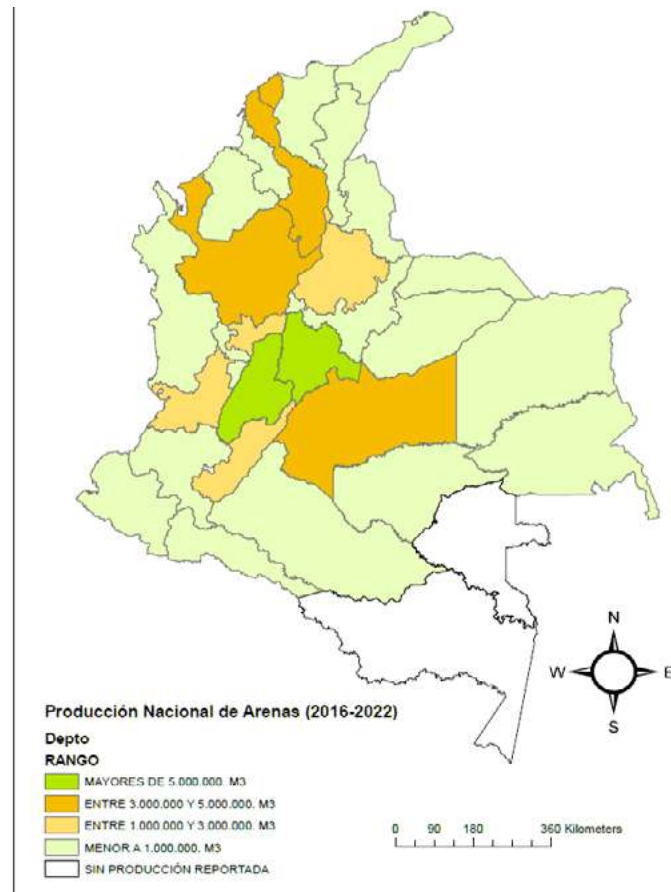 N
W E
S
Producción Nacional de Arenas (2016-2022)
Depto
RANGO
MAYORES DE 5.000.000. M3
ENTRE 3.000.000 Y 5.000.000. M3
ENTRE 1.000.000 Y 3.000.000. M3
MENOR A 1.000.000. M3
SIN PRODUCCIÓN REPORTADA
0 90 180 360 Kilometers